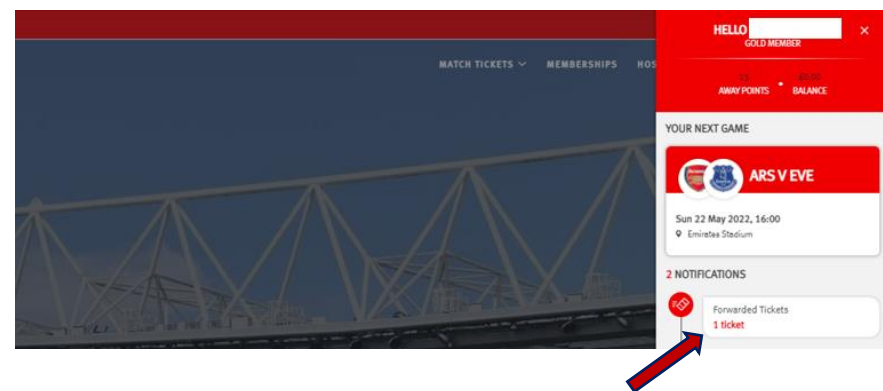 HELLO
GOLD MEMBER
MATCH TICKETS
MEMBERSHIPS
AWAY POINTS
BALANCE
YOUR NEXT GAME
ARS V EVE
Sun 22 May 2022, 16:00
Emirates Stadium
2 NOTIFICATIONS
Forwarded Tickets
1 ticket